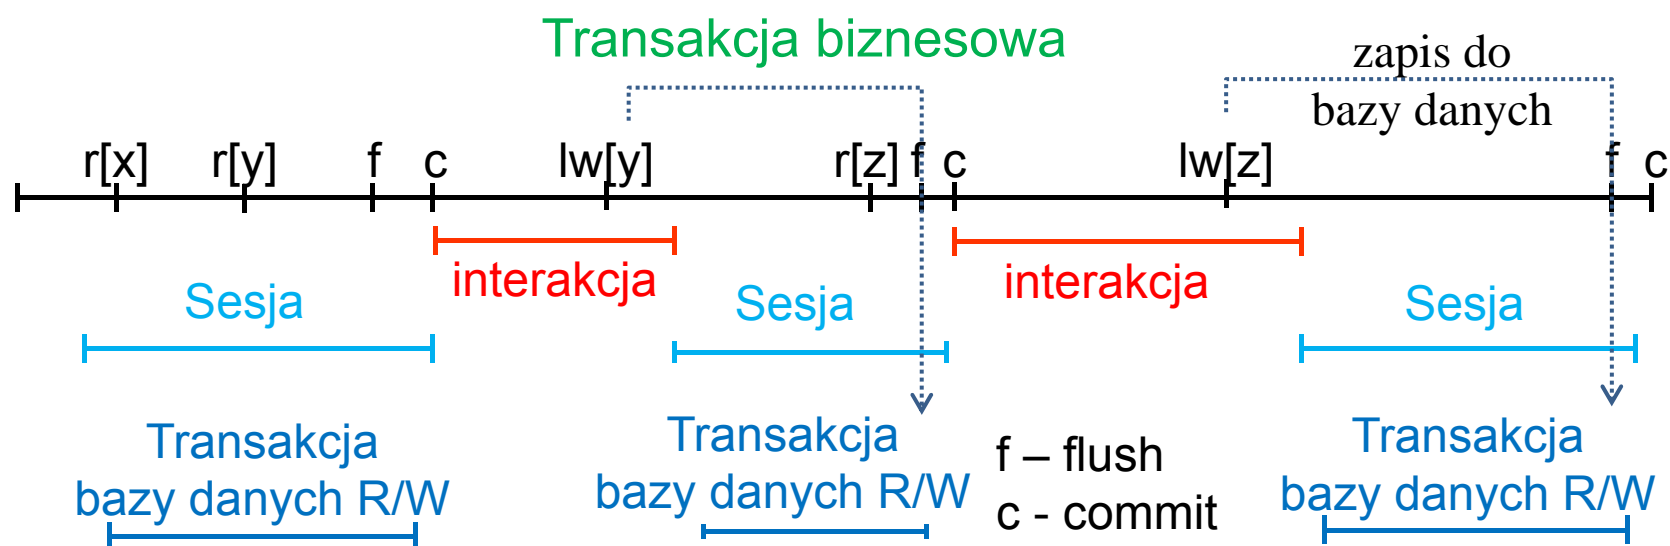 Transakcja biznesowa
zapis do
bazy danych
r[x] r[y] f c lw[y] r[z] f c lw[z] f c
interakcja
interakcja
Sesja
Sesja
Sesja
Transakcja
bazy danych R/W
Transakcja
bazy danych R/W
f – flush
c - commit
Transakcja
bazy danych R/W